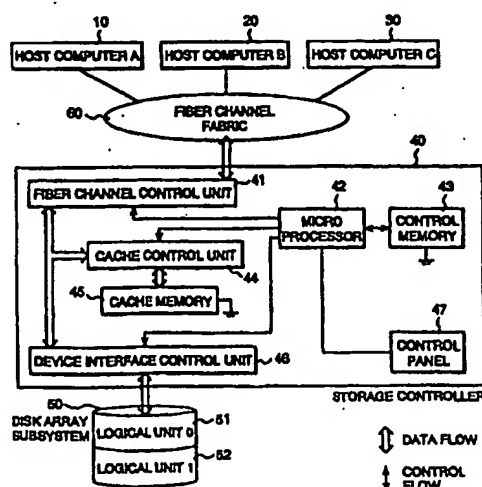 10
20
30
HOST COMPUTER A
HOST COMPUTER B
HOST COMPUTER C
60
FIBER CHANNEL
FABRIC
40
41
FIBER CHANNEL CONTROL UNIT
42
43
MICRO
PROCESSOR
CONTROL
MEMORY
CACHE CONTROL UNIT
44
45
CACHE MEMORY
47
CONTROL
PANEL
DEVICE INTERFACE CONTROL UNIT
46
STORAGE CONTROLLER
50
DISK ARRAY
SUBSYSTEM
51
LOGICAL UNIT 0
52
LOGICAL UNIT 1
DATA FLOW
CONTROL
FLOW